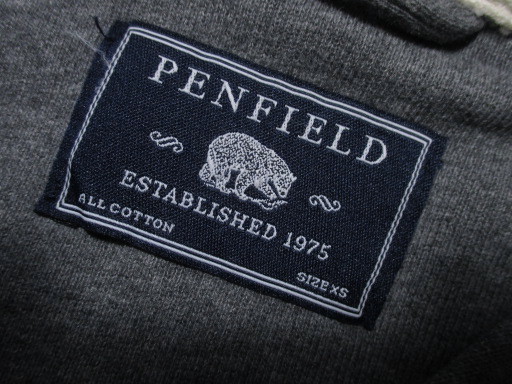 PENFIELD
ESTABLISHED 1975
ALL COTTON
SIZE XS